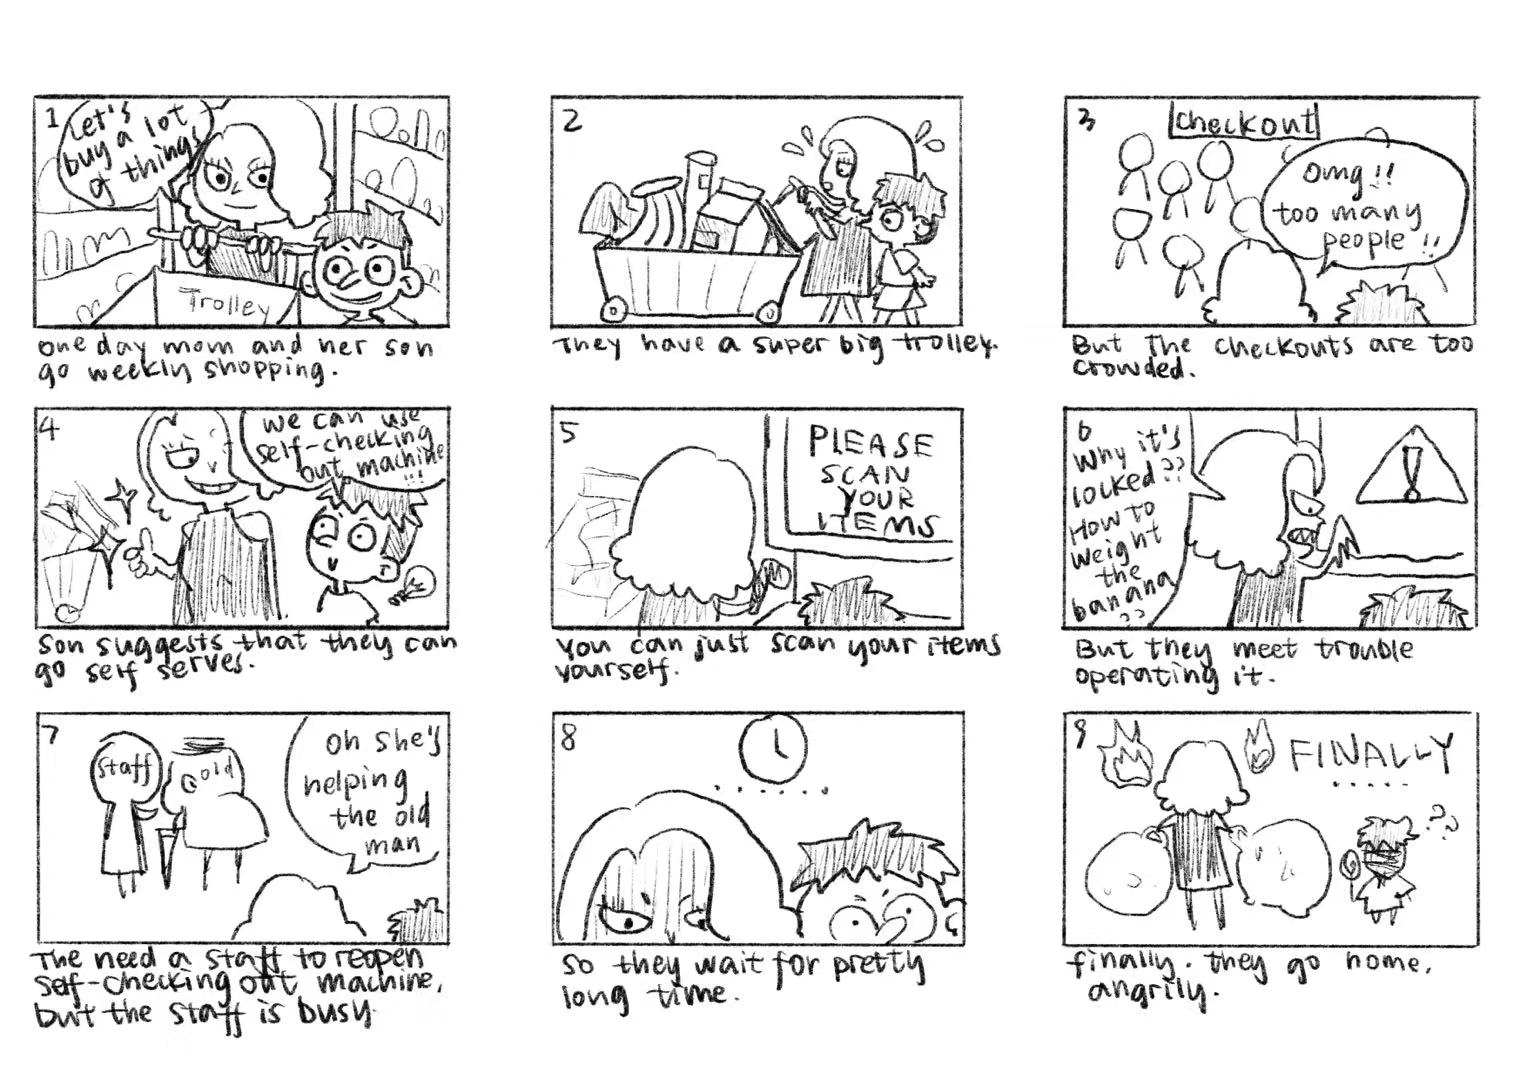 1
Let's
buy a lot
of things
Trolley
one day mom and her son
go weekly shopping.
2
They have a super big trolley.
3
checkout
omg!!
too many
people!!
But the checkouts are too
crowded.
4
we can use
self-checking
out machine
!!!
Son suggests that they can
go self serves.
5
PLEASE
SCAN
YOUR
ITEMS
You can just scan your items
yourself.
6
Why it's
locked??
How to
weight
the
banana
??
!
But they meet trouble
operating it.
7
staff
old
oh she's
helping
the old
man
The need a staff to reopen
self-checking out machine,
but the staff is busy.
8
......
So they wait for pretty
long time.
9
FINALLY
......
??
finally. they go home,
angrily.